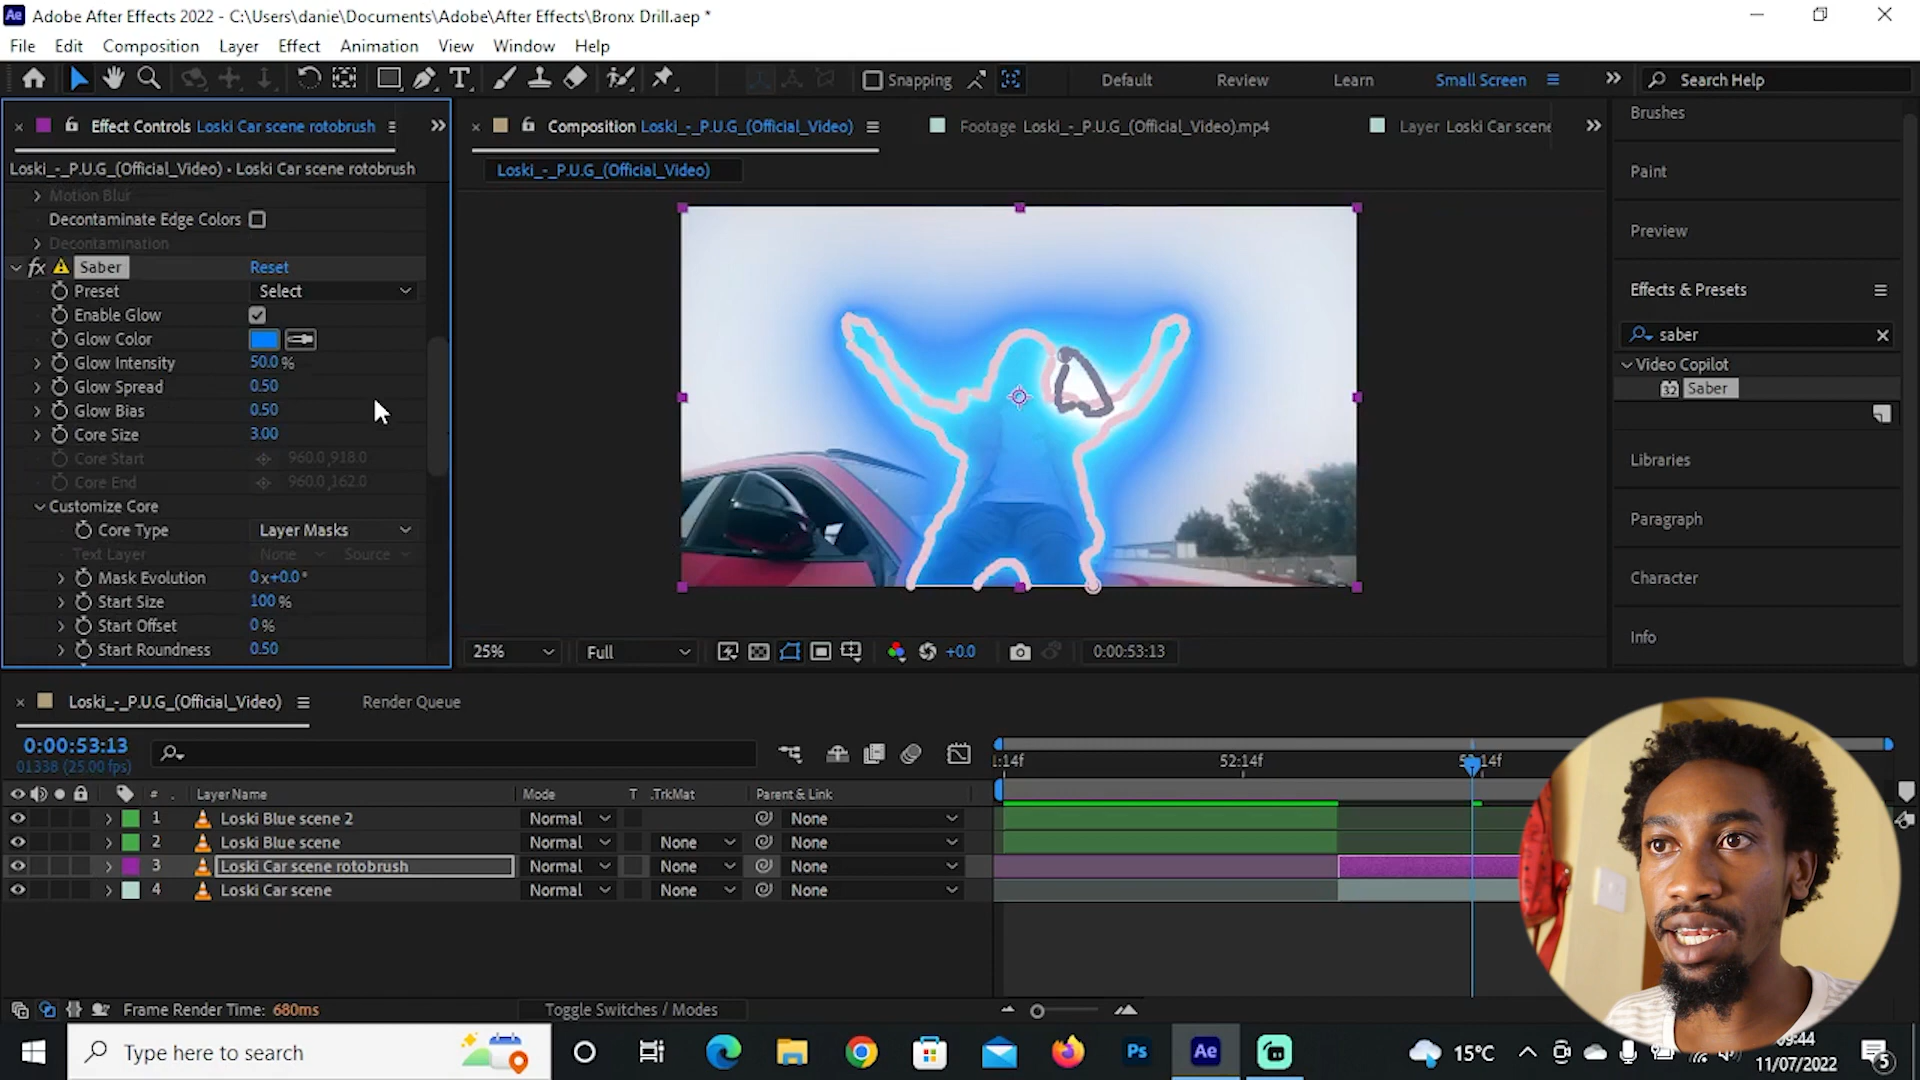 Ae Adobe After Effects 2022 - C:\Users\danie\Documents\Adobe\After Effects\Bronx Drill.aep *
File Edit Composition Layer Effect Animation View Window Help
Snapping Default Review Learn Small Screen Search Help
Effect Controls Loski Car scene rotobrush
Composition Loski_-_P.U.G_(Official_Video)
Footage Loski_-_P.U.G_(Official_Video).mp4
Layer Loski Car scene
Loski_-_P.U.G_(Official_Video) • Loski Car scene rotobrush
Loski_-_P.U.G_(Official_Video)
Motion Blur
Decontaminate Edge Colors
Decontamination
fx Saber Reset
Preset Select
Enable Glow
Glow Color
Glow Intensity 50.0 %
Glow Spread 0.50
Glow Bias 0.50
Core Size 3.00
Core Start 960.0,918.0
Core End 960.0,162.0
Customize Core
Core Type Layer Masks
Text Layer None Source
Mask Evolution 0x+0.0°
Start Size 100 %
Start Offset 0 %
Start Roundness 0.50
25% Full +0.0 0:00:53:13
Brushes
Paint
Preview
Effects & Presets
saber
Video Copilot
32 Saber
Libraries
Paragraph
Character
Info
Loski_-_P.U.G_(Official_Video) Render Queue
0:00:53:13
01338 (25.00 fps)
:14f 52:14f
# . Layer Name Mode T .TrkMat Parent & Link
1 Loski Blue scene 2 Normal None
2 Loski Blue scene Normal None None
3 Loski Car scene rotobrush Normal None None
4 Loski Car scene Normal None None
Frame Render Time: 680ms Toggle Switches / Modes
Type here to search
Ps Ae
15°C
09:44
11/07/2022
5